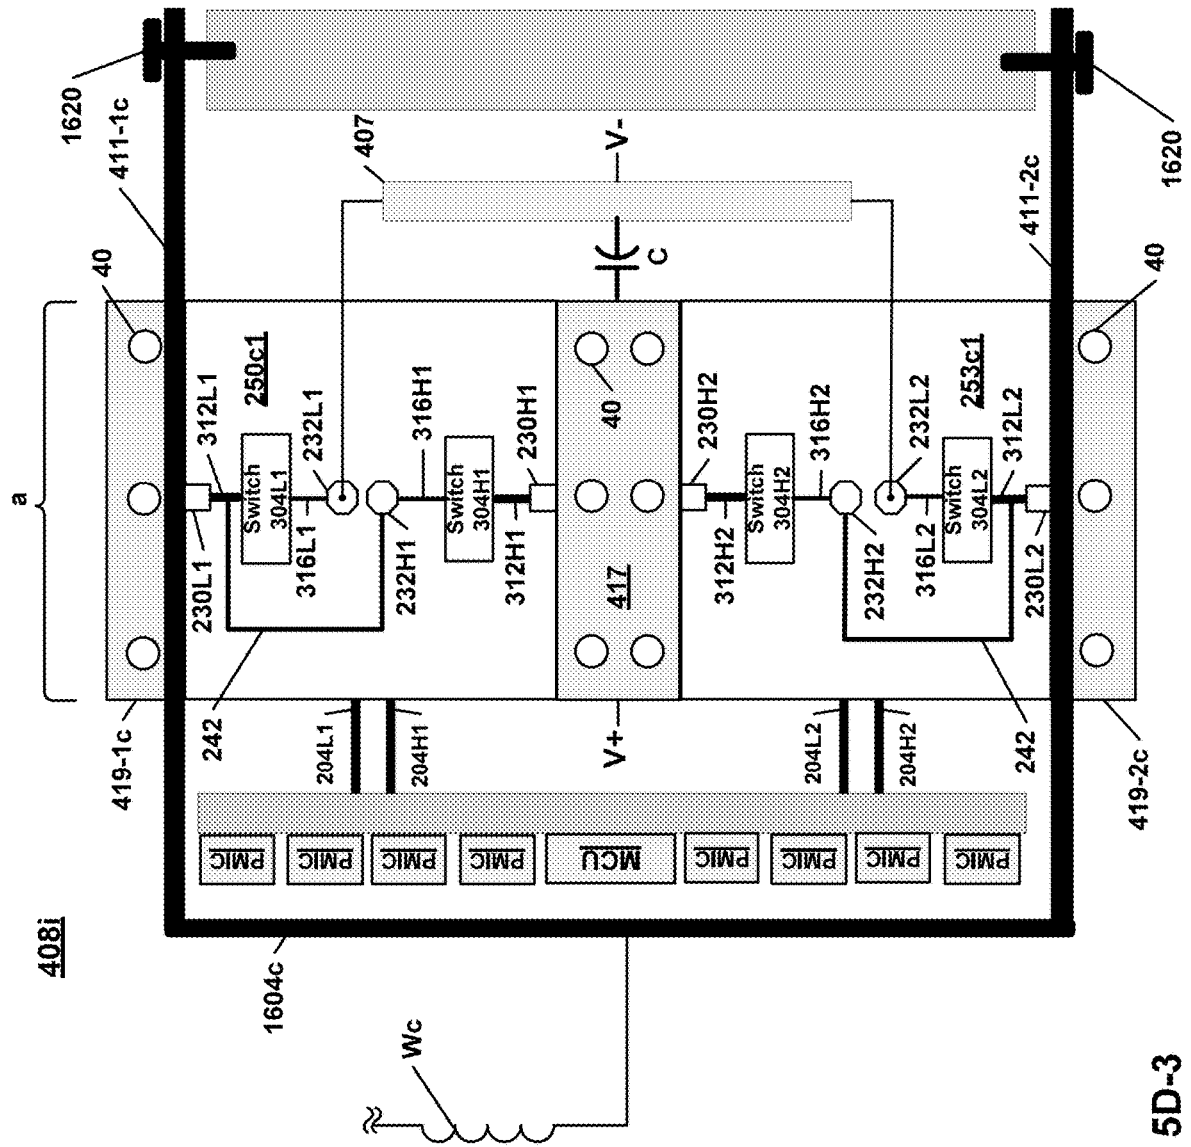 1620
411-1c
40
a
419-1c
408i
407
V-
C
1620
411-2c
40
250c1
312L1
230L1
Switch
304L1
316L1
232L1
232H1
316H1
Switch
304H1
312H1
230H1
40
417
230H2
312H2
Switch
304H2
316H2
232H2
232L2
316L2
253c1
Switch
304L2
312L2
230L2
242
204L1
204H1
V+
204L2
204H2
242
419-2c
PMIC
PMIC
PMIC
PMIC
MCU
PMIC
PMIC
PMIC
PMIC
1604c
Wc
5D-3